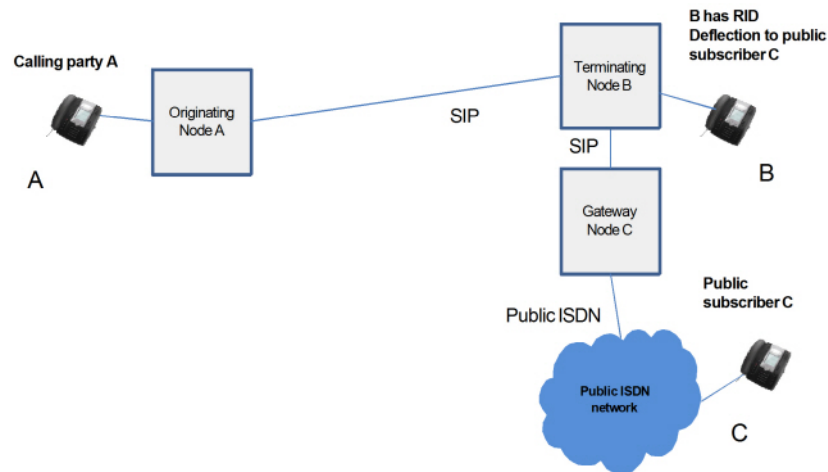 B has RID
Deflection to public
subscriber C
Calling party A
Originating
Node A
Terminating
Node B
SIP
SIP
A
B
Gateway
Node C
Public ISDN
Public
subscriber C
Public ISDN
network
C